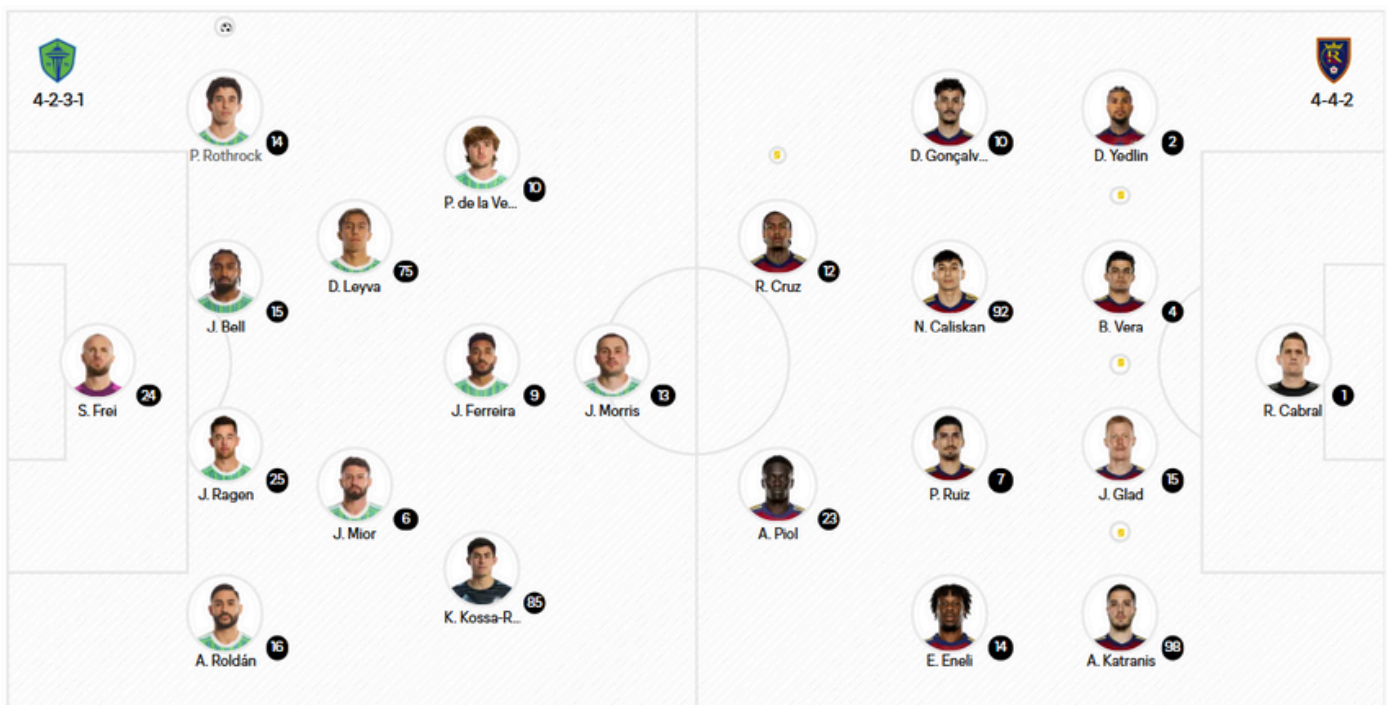 4-2-3-1
4-4-2
14
P. Rothrock
10
P. de la Ve...
75
D. Leyva
15
J. Bell
24
S. Frei
9
J. Ferreira
13
J. Morris
25
J. Ragen
6
J. Mior
85
K. Kossa-R...
16
A. Roldán
10
D. Gonçalv...
2
D. Yedlin
12
R. Cruz
92
N. Caliskan
4
B. Vera
1
R. Cabral
7
P. Ruiz
15
J. Glad
23
A. Piol
14
E. Eneli
98
A. Katranis